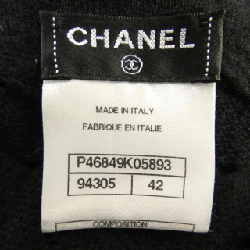 CHANEL
MADE IN ITALY
FABRIQUE EN ITALIE
P46849K05893
94305 42
COMPOSITION